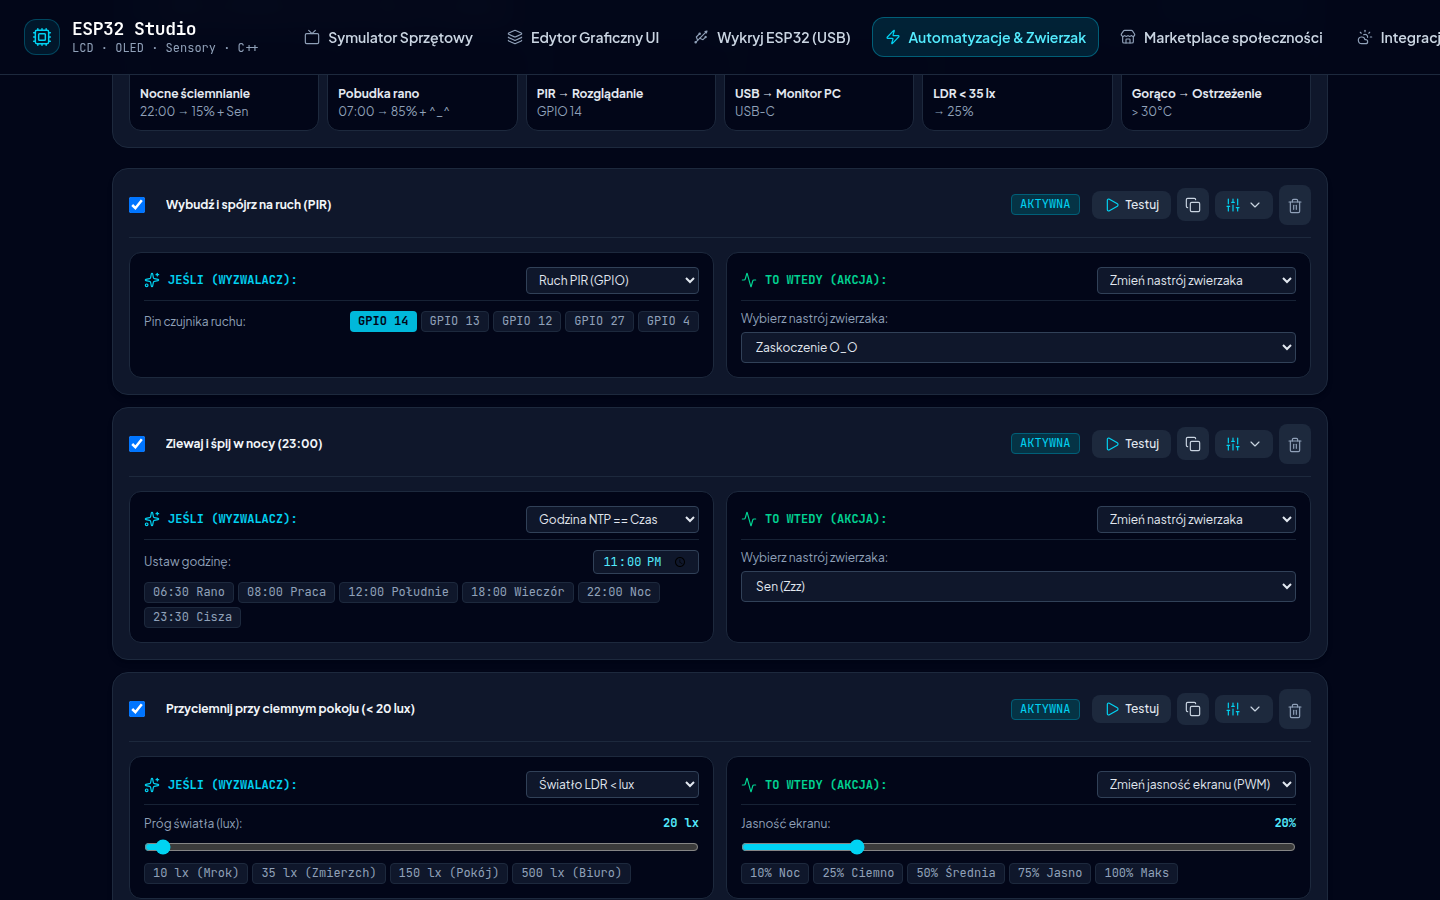 ESP32 Studio
LCD · OLED · Sensory · C++
Symulator Sprzętowy
Edytor Graficzny UI
Wykryj ESP32 (USB)
Automatyzacje & Zwierzak
Marketplace społeczności
Integracj
Nocne ściemnianie
22:00 → 15% + Sen
Pobudka rano
07:00 → 85% + ^_^
PIR → Rozglądanie
GPIO 14
USB → Monitor PC
USB-C
LDR < 35 lx
→ 25%
Gorąco → Ostrzeżenie
> 30°C
Wybudź i spójrz na ruch (PIR)
AKTYWNA
Testuj
JEŚLI (WYZWALACZ):
Ruch PIR (GPIO)
Pin czujnika ruchu:
GPIO 14
GPIO 13
GPIO 12
GPIO 27
GPIO 4
TO WTEDY (AKCJA):
Zmień nastrój zwierzaka
Wybierz nastrój zwierzaka:
Zaskoczenie O_O
Ziewaj i śpij w nocy (23:00)
AKTYWNA
Testuj
JEŚLI (WYZWALACZ):
Godzina NTP == Czas
Ustaw godzinę:
11:00 PM
06:30 Rano
08:00 Praca
12:00 Południe
18:00 Wieczór
22:00 Noc
23:30 Cisza
TO WTEDY (AKCJA):
Zmień nastrój zwierzaka
Wybierz nastrój zwierzaka:
Sen (Zzz)
Przyciemnij przy ciemnym pokoju (< 20 lux)
AKTYWNA
Testuj
JEŚLI (WYZWALACZ):
Światło LDR < lux
Próg światła (lux):
20 lx
10 lx (Mrok)
35 lx (Zmierzch)
150 lx (Pokój)
500 lx (Biuro)
TO WTEDY (AKCJA):
Zmień jasność ekranu (PWM)
Jasność ekranu:
20%
10% Noc
25% Ciemno
50% Średnia
75% Jasno
100% Maks